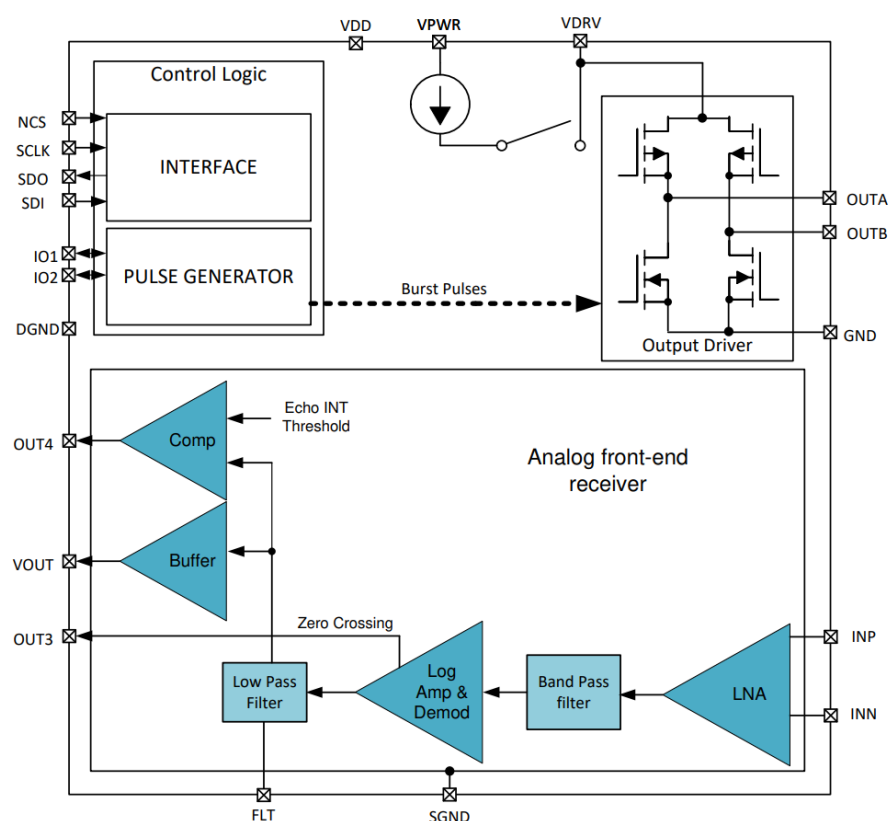 VDD
VPWR
VDRV
Control Logic
NCS
SCLK
SDO
SDI
INTERFACE
IO1
IO2
PULSE GENERATOR
DGND
Burst Pulses
OUTA
OUTB
GND
Output Driver
Echo INT
Threshold
OUT4
Comp
Analog front-end
receiver
VOUT
Buffer
OUT3
Zero Crossing
Low Pass
Filter
Log
Amp &
Demod
Band Pass
filter
LNA
INP
INN
FLT
SGND